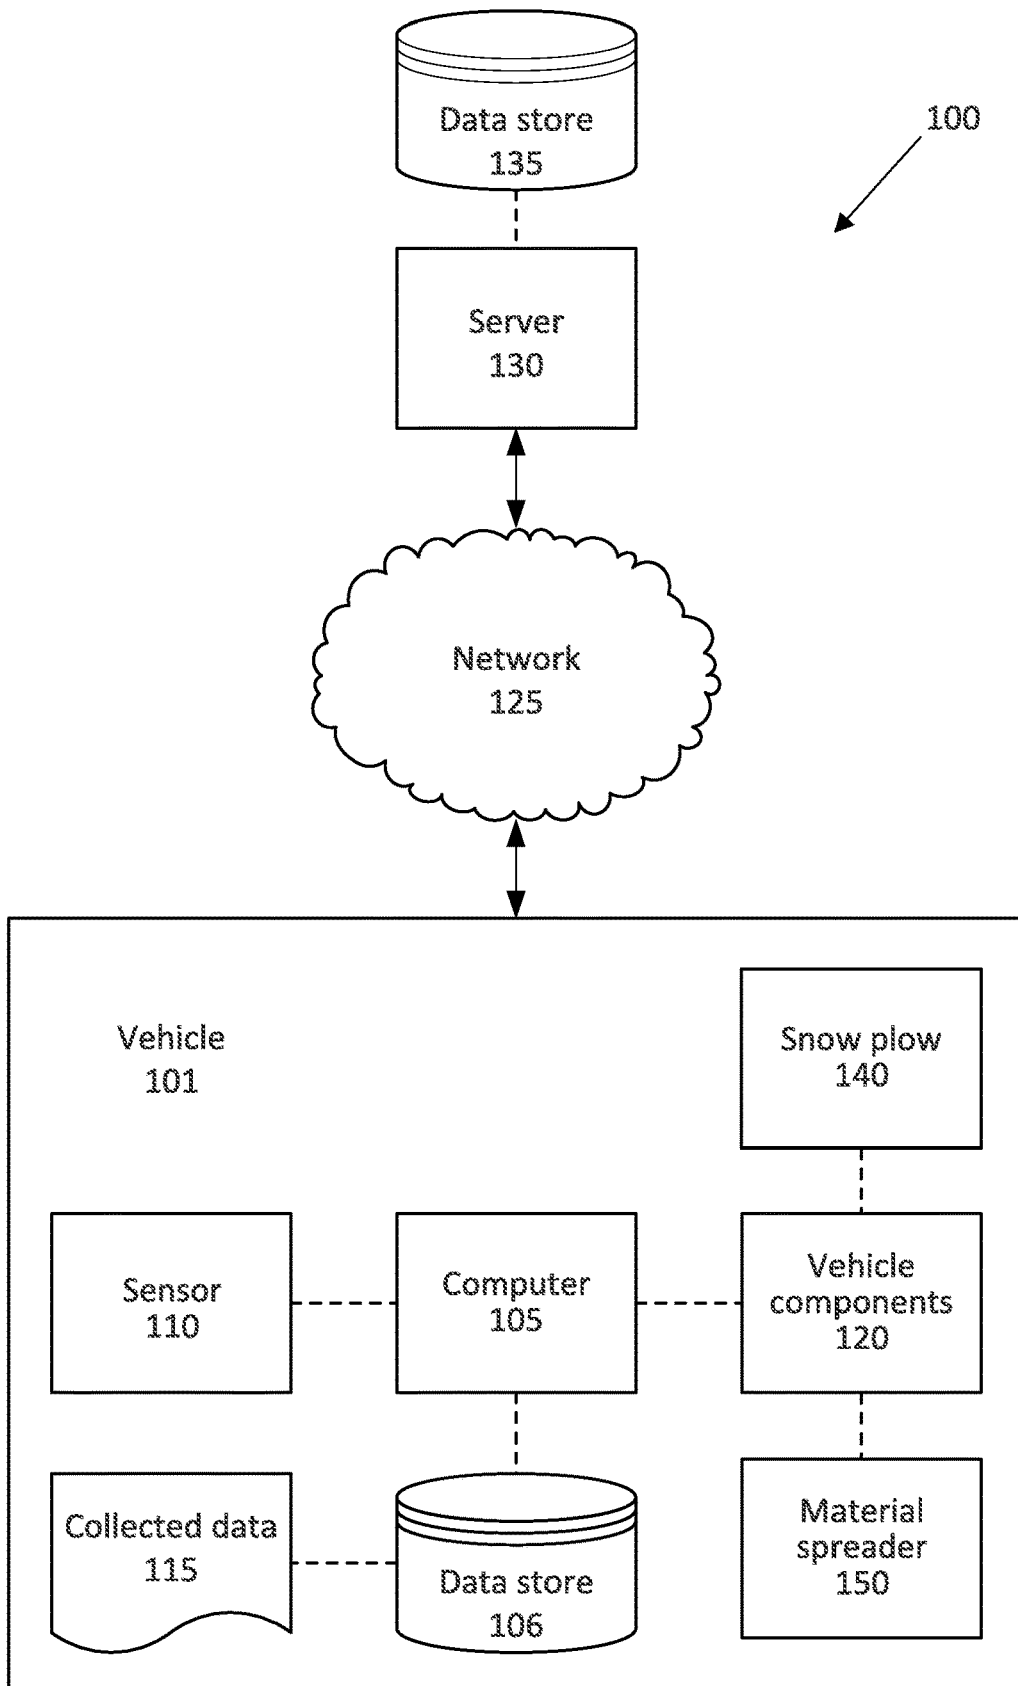 Data store
135
100
Server
130
Network
125
Vehicle
101
Snow plow
140
Sensor
110
Computer
105
Vehicle
components
120
Collected data
115
Data store
106
Material
spreader
150